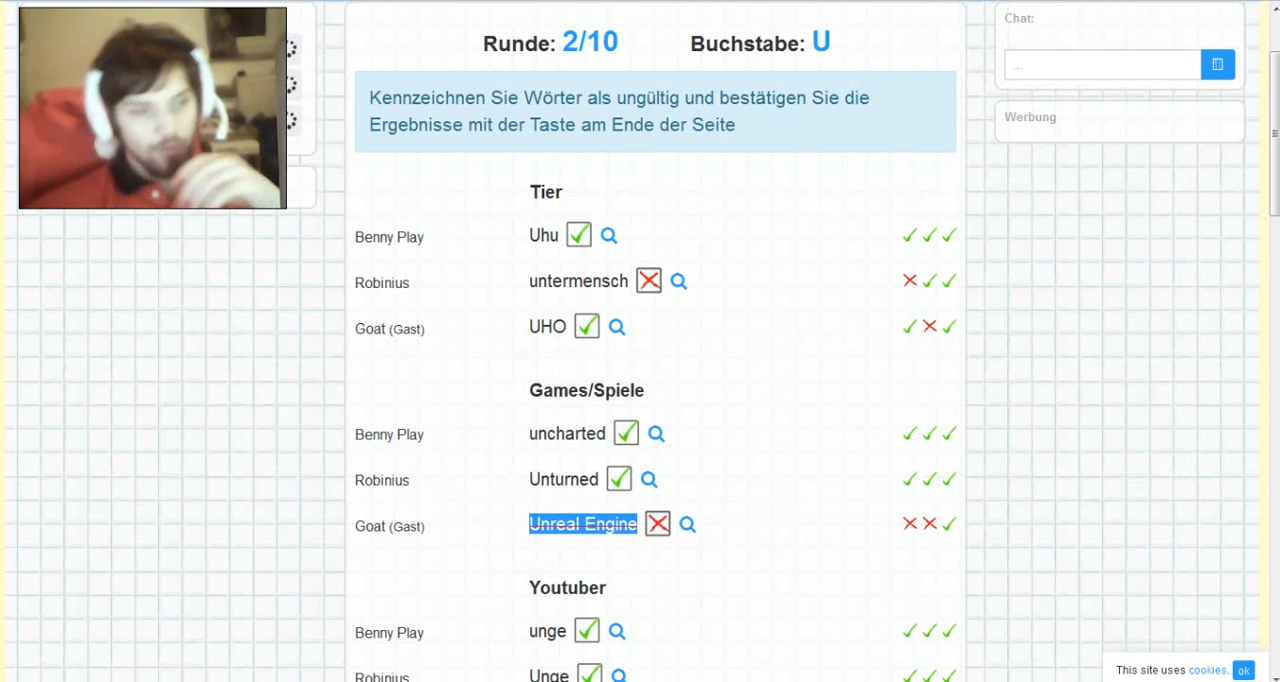 Runde: 2/10 Buchstabe: U
Chat:
...
Kennzeichnen Sie Wörter als ungültig und bestätigen Sie die
Ergebnisse mit der Taste am Ende der Seite
Werbung
Tier
Benny Play Uhu
Robinius untermensch
Goat (Gast) UHO
Games/Spiele
Benny Play uncharted
Robinius Unturned
Goat (Gast) Unreal Engine
Youtuber
Benny Play unge
Robinius Unge
This site uses cookies. ok